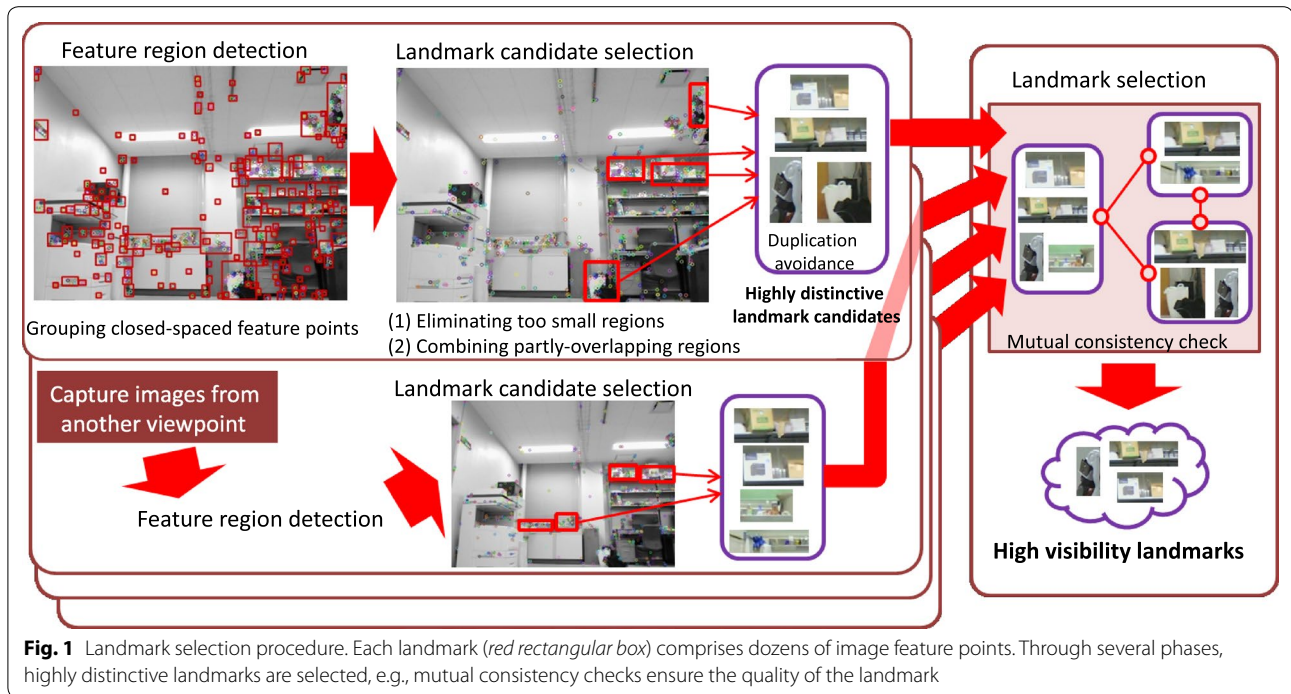 Feature region detection
Grouping closed-spaced feature points
Landmark candidate selection
(1) Eliminating too small regions
(2) Combining partly-overlapping regions
Duplication
avoidance
Highly distinctive
landmark candidates
Capture images from
another viewpoint
Feature region detection
Landmark candidate selection
Landmark selection
Mutual consistency check
High visibility landmarks
Fig. 1 Landmark selection procedure. Each landmark (red rectangular box) comprises dozens of image feature points. Through several phases,
highly distinctive landmarks are selected, e.g., mutual consistency checks ensure the quality of the landmark